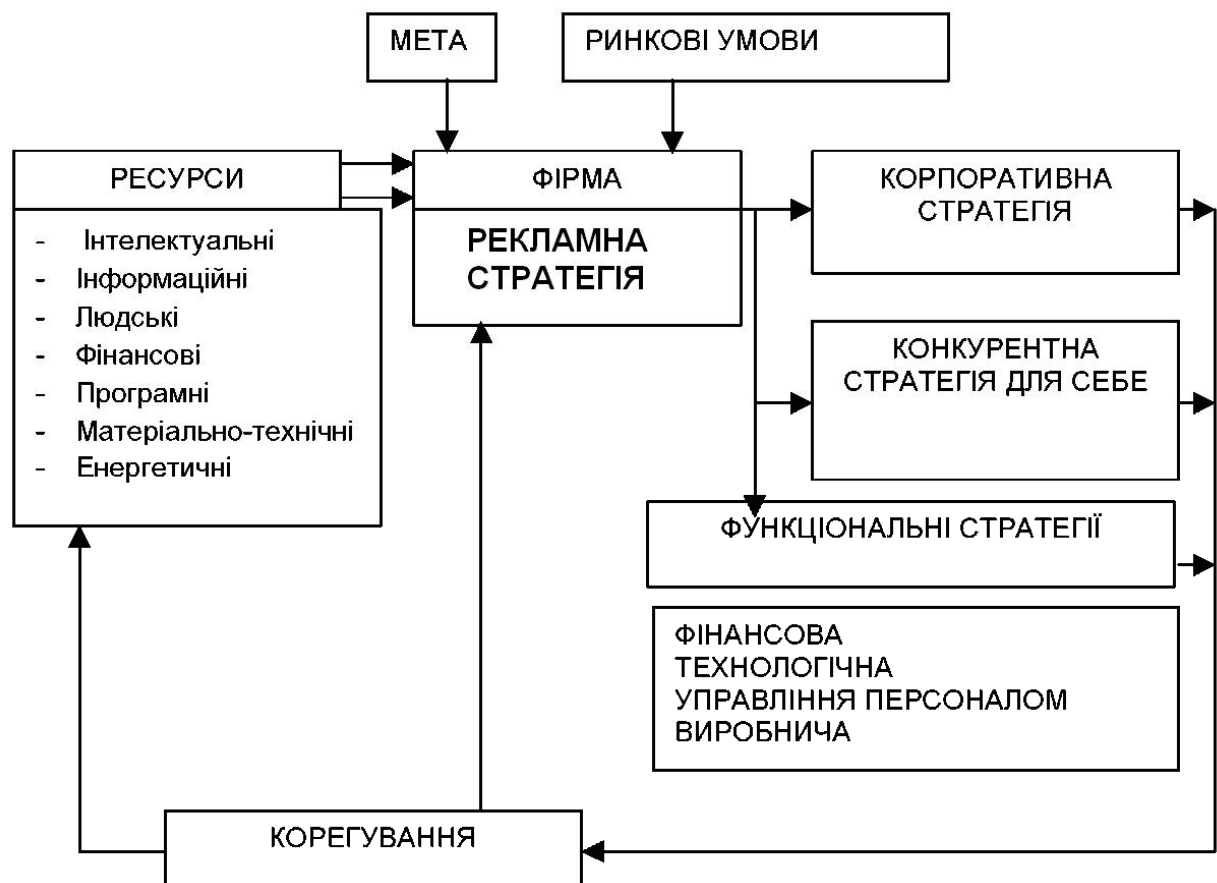 МЕТА
РИНКОВІ УМОВИ
РЕСУРСИ
- Інтелектуальні
- Інформаційні
- Людські
- Фінансові
- Програмні
- Матеріально-технічні
- Енергетичні
ФІРМА
РЕКЛАМНА
СТРАТЕГІЯ
КОРПОРАТИВНА
СТРАТЕГІЯ
КОНКУРЕНТНА
СТРАТЕГІЯ ДЛЯ СЕБЕ
ФУНКЦІОНАЛЬНІ СТРАТЕГІЇ
ФІНАНСОВА
ТЕХНОЛОГІЧНА
УПРАВЛІННЯ ПЕРСОНАЛОМ
ВИРОБНИЧА
КОРЕГУВАННЯ